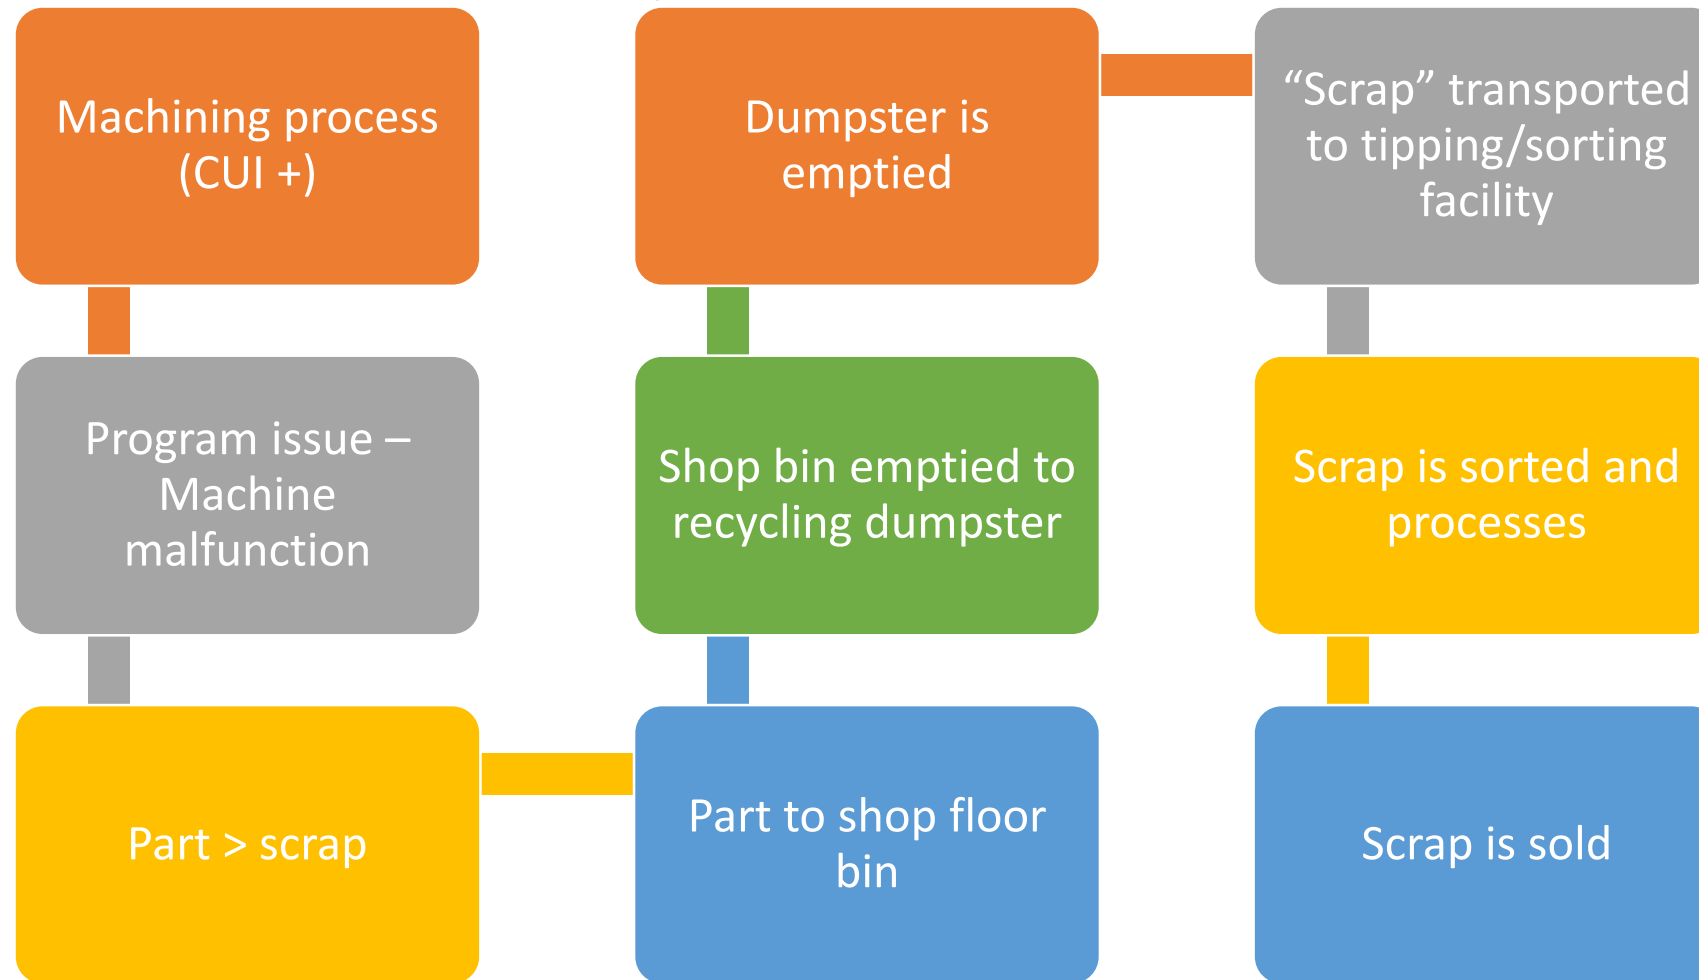 Machining process
(CUI +)
Program issue –
Machine
malfunction
Part > scrap
Part to shop floor
bin
Shop bin emptied to
recycling dumpster
Dumpster is
emptied
“Scrap” transported
to tipping/sorting
facility
Scrap is sorted and
processes
Scrap is sold